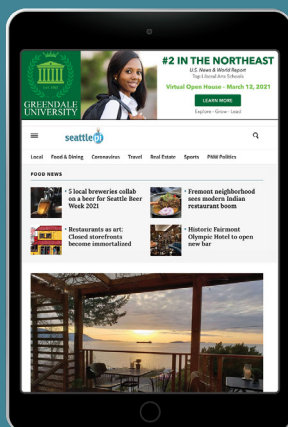 #2 IN THE NORTHEAST
U.S. News & World Report
Top Liberal Arts Schools
Virtual Open House - March 13, 2021
LEARN MORE
Explore - Grow - Lead
GREENDALE
UNIVERSITY
seattlepi
Local Food & Dining Coronavirus Travel Real Estate Sports PNW Politics
FOOD NEWS
• 5 local breweries collab
on a beer for Seattle Beer
Week 2021
• Fremont neighborhood
sees modern Indian
restaurant boom
• Restaurants as art:
Closed storefronts
become immortalized
• Historic Fairmont
Olympic Hotel to open
new bar